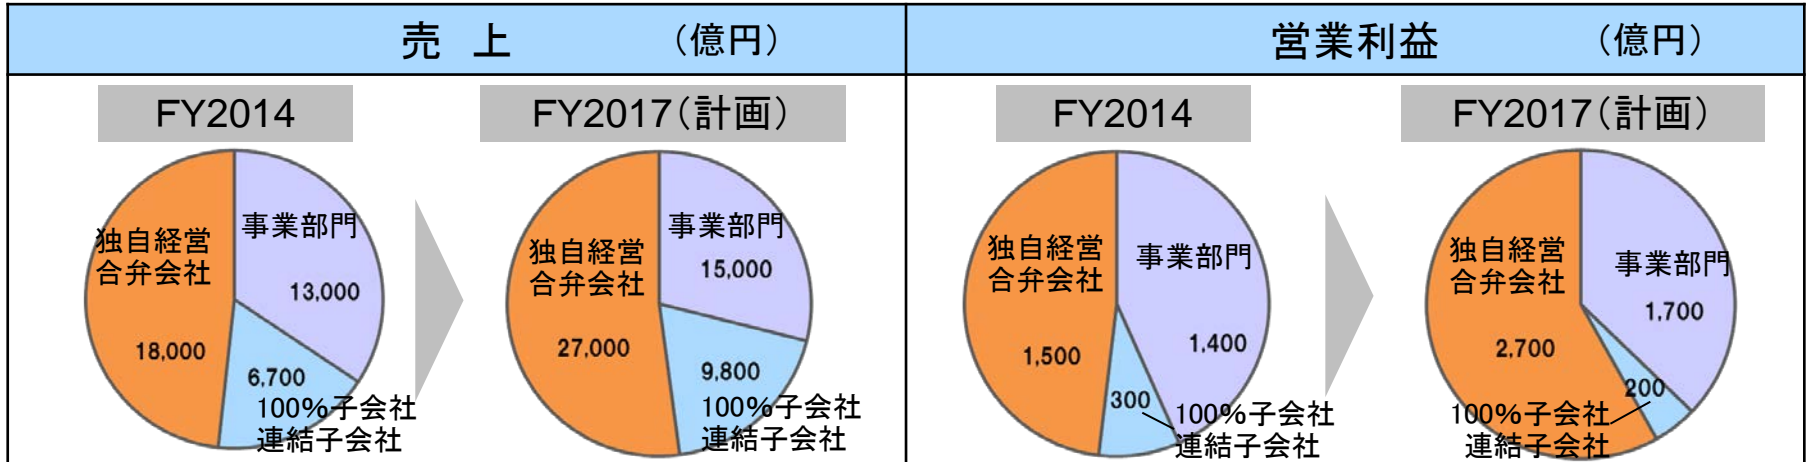 売 上 （億円）
営業利益 （億円）
FY2014
FY2017（計画）
FY2014
FY2017（計画）
独自経営
合弁会社
18,000
事業部門
13,000
6,700
100％子会社
連結子会社
独自経営
合弁会社
27,000
事業部門
15,000
9,800
100％子会社
連結子会社
独自経営
合弁会社
1,500
事業部門
1,400
300
100％子会社
連結子会社
独自経営
合弁会社
2,700
事業部門
1,700
200
100％子会社
連結子会社